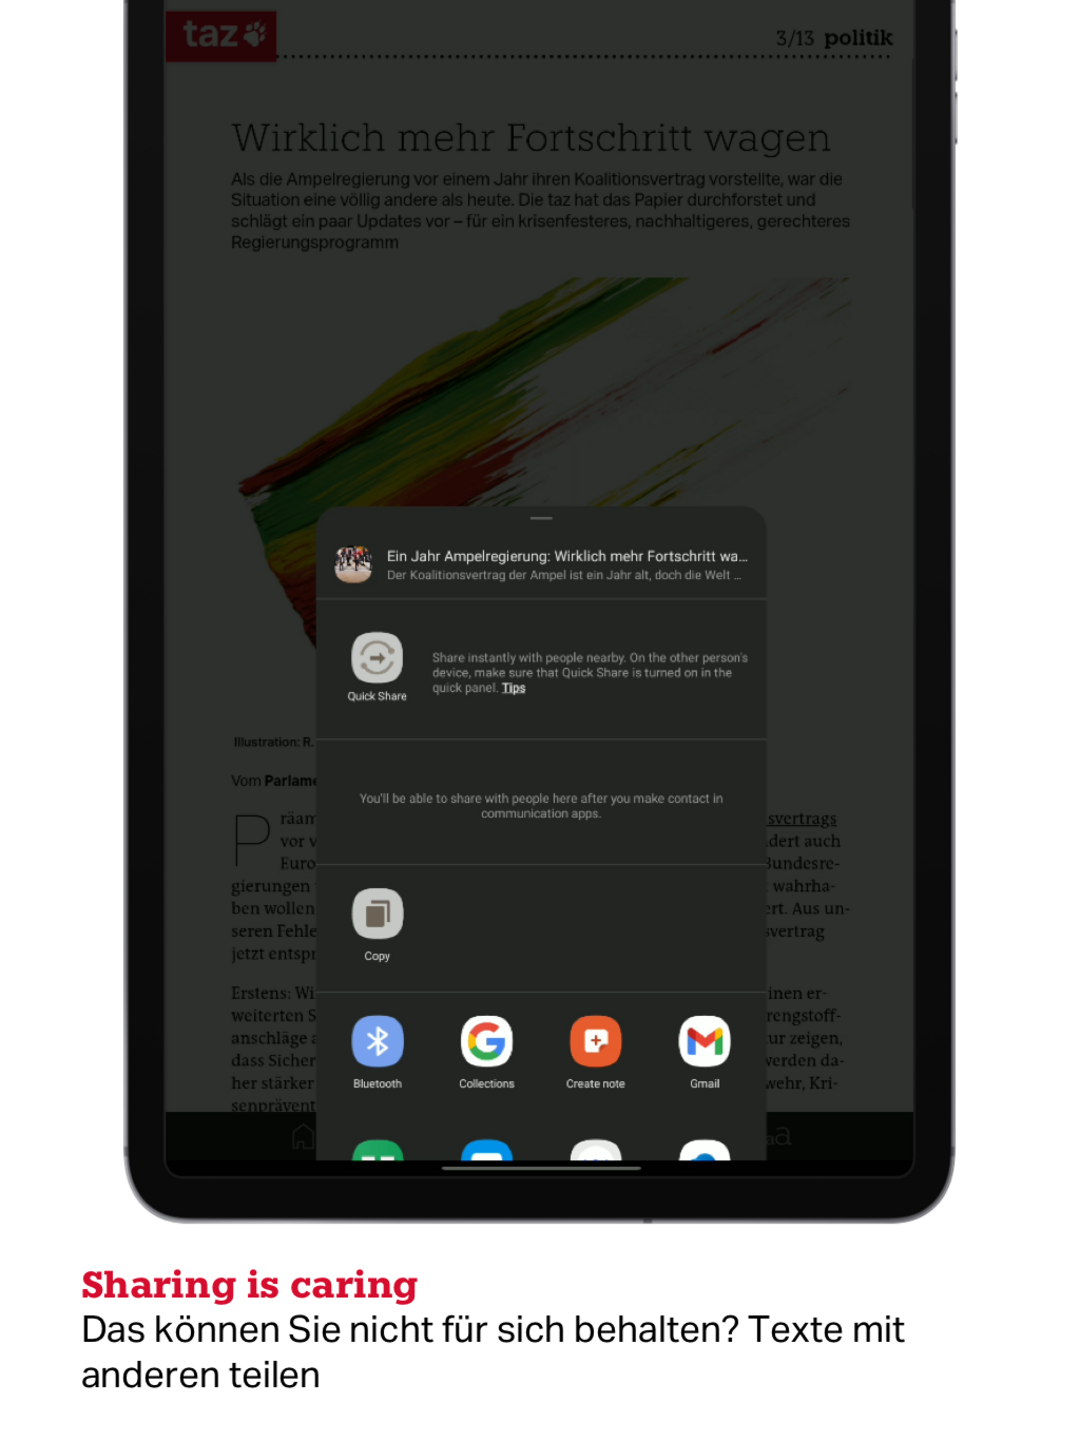 taz
3/13 politik
Wirklich mehr Fortschritt wagen
Als die Ampelregierung vor einem Jahr ihren Koalitionsvertrag vorstellte, war die
Situation eine völlig andere als heute. Die taz hat das Papier durchforstet und
schlägt ein paar Updates vor – für ein krisenfesteres, nachhaltigeres, gerechteres
Regierungsprogramm
Ein Jahr Ampelregierung: Wirklich mehr Fortschritt wa...
Der Koalitionsvertrag der Ampel ist ein Jahr alt, doch die Welt ...
Share instantly with people nearby. On the other person's
device, make sure that Quick Share is turned on in the
quick panel. Tips
Quick Share
Illustration: R.
Vom Parlame
You'll be able to share with people here after you make contact in
communication apps.
Präam svertrags
vor v dert auch
Euro Bundesre-
gierungen wahrha-
ben wollen ert. Aus un-
seren Fehle svertrag
jetzt entspr
Copy
Erstens: Wi inen er-
weiterten S rengstoff-
anschläge a ur zeigen,
dass Sicher werden da-
her stärker wehr, Kri-
senprävent
Bluetooth Collections Create note Gmail
aa
Sharing is caring
Das können Sie nicht für sich behalten? Texte mit
anderen teilen